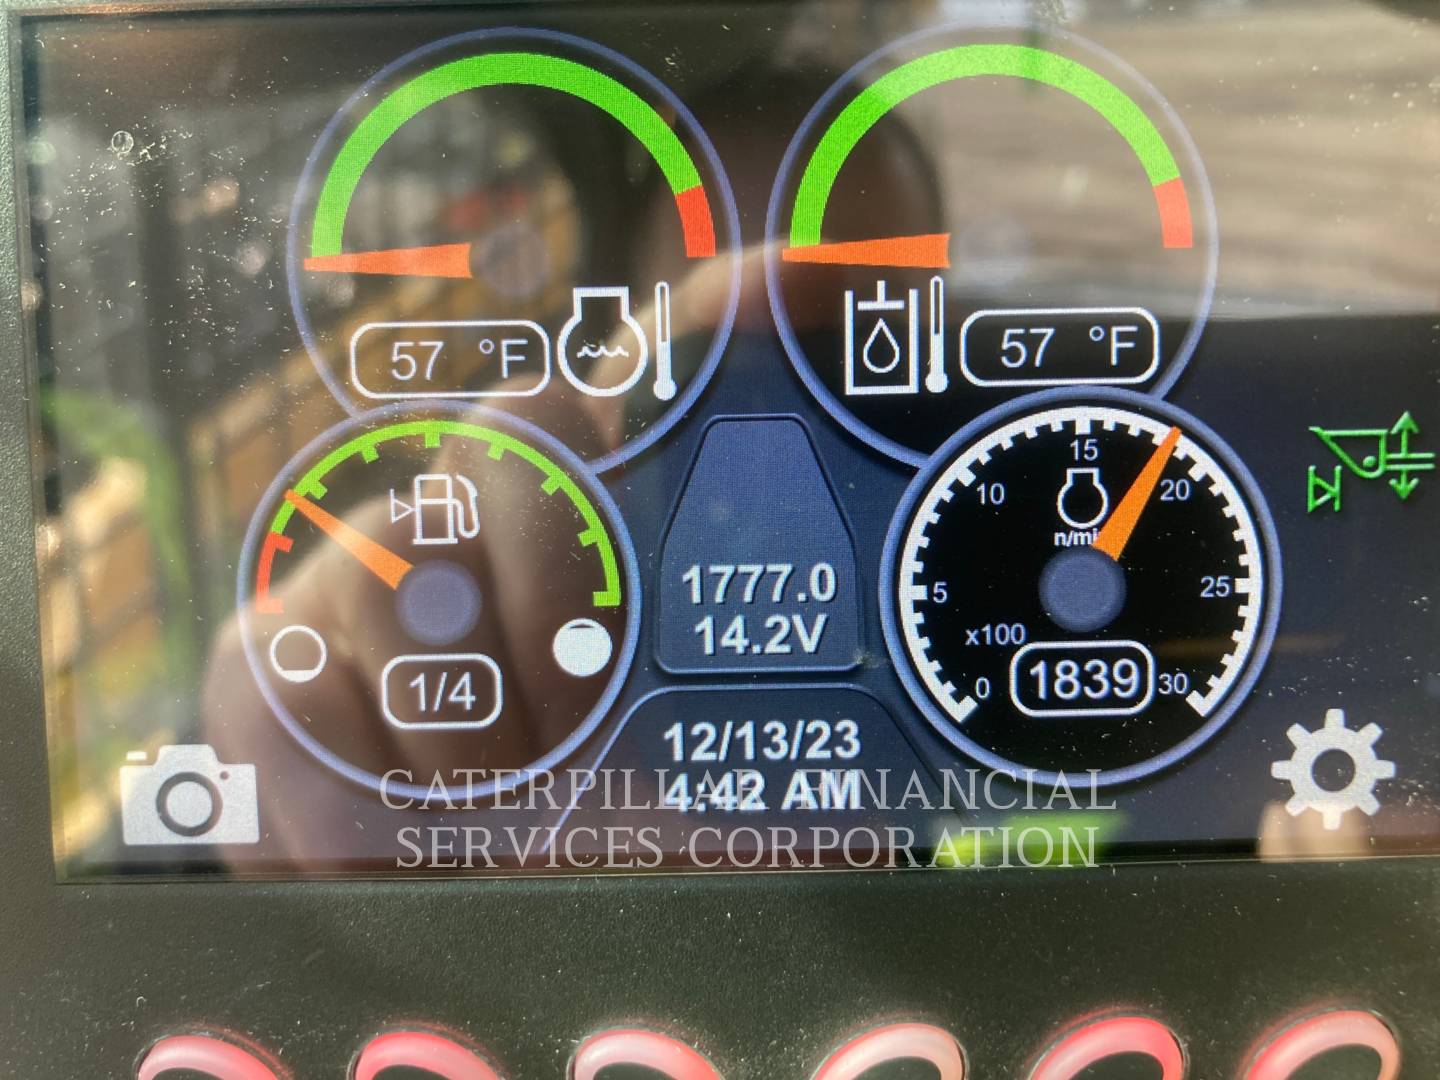 57 °F
57 °F
15
10
20
n/mi
5
25
x100
0
1839
30
1777.0
14.2V
1/4
12/13/23
4:42 AM
CATERPILLAR FINANCIAL
SERVICES CORPORATION